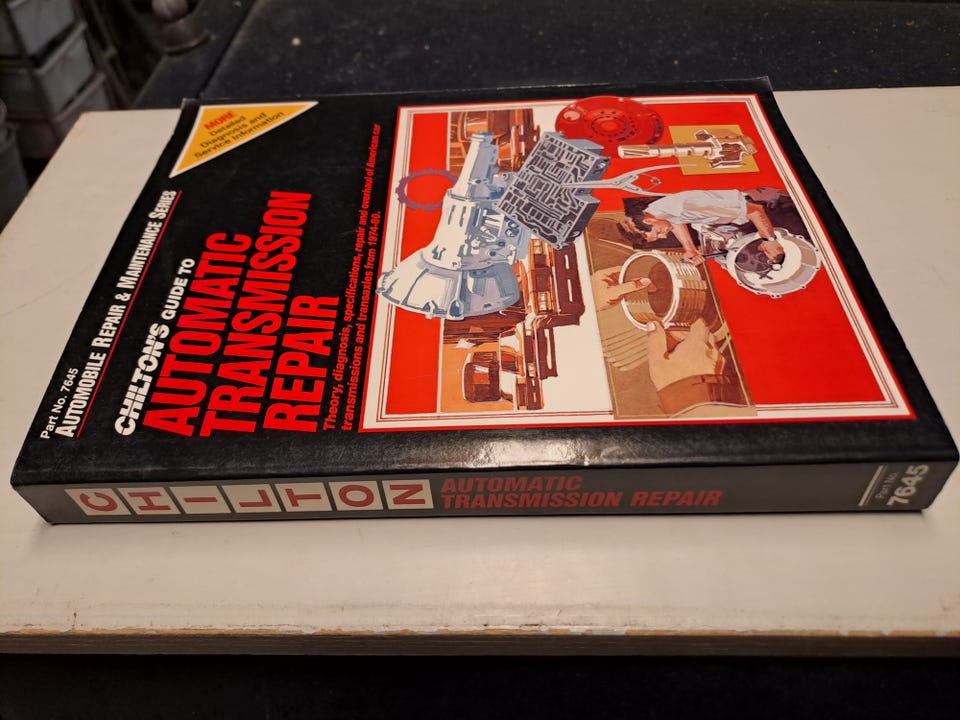 Part No. 7645
AUTOMOBILE REPAIR & MAINTENANCE SERIES
MORE
Detailed
Diagnosis and
Service Information
CHILTON'S GUIDE TO
AUTOMATIC
TRANSMISSION
REPAIR
Theory, diagnosis, specifications, repair and overhaul of American car
transmissions and transaxles from 1974-80.
CHILTON
AUTOMATIC
TRANSMISSION REPAIR
Part No.
7645